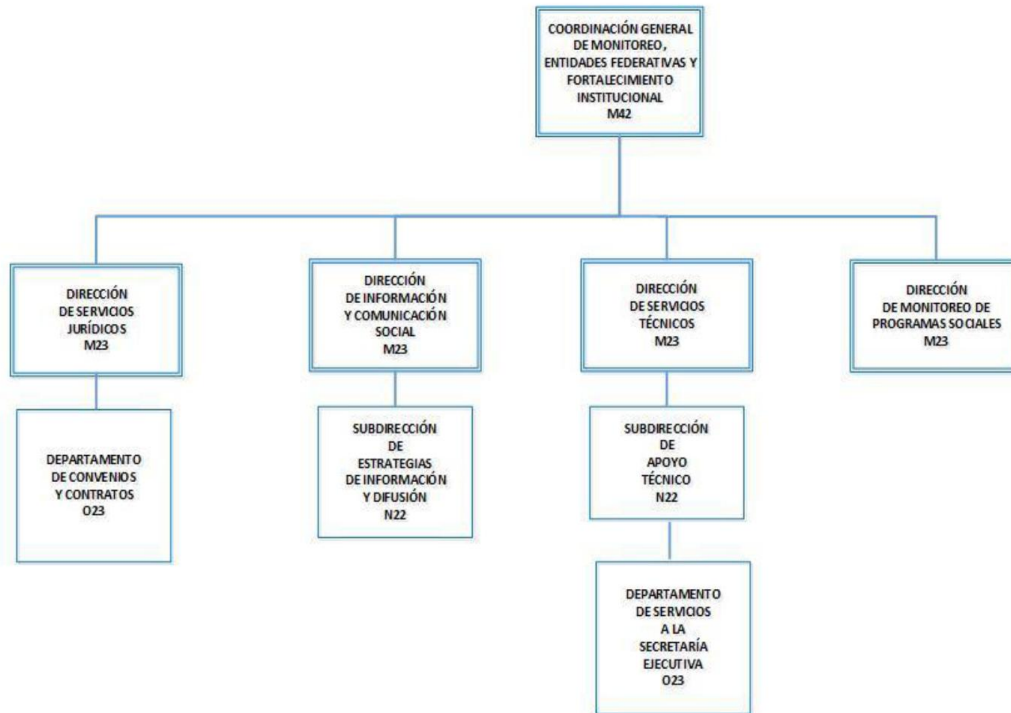 COORDINACIÓN GENERAL
DE MONITOREO,
ENTIDADES FEDERATIVAS Y
FORTALECIMIENTO
INSTITUCIONAL
M42
DIRECCIÓN
DE SERVICIOS
JURÍDICOS
M23
DIRECCIÓN
DE INFORMACIÓN
Y COMUNICACIÓN
SOCIAL
M23
DIRECCIÓN
DE SERVICIOS
TÉCNICOS
M23
DIRECCIÓN
DE MONITOREO DE
PROGRAMAS SOCIALES
M23
DEPARTAMENTO
DE CONVENIOS
Y CONTRATOS
O23
SUBDIRECCIÓN
DE
ESTRATEGIAS
DE INFORMACIÓN
Y DIFUSIÓN
N22
SUBDIRECCIÓN
DE
APOYO
TÉCNICO
N22
DEPARTAMENTO
DE SERVICIOS
A LA
SECRETARÍA
EJECUTIVA
O23